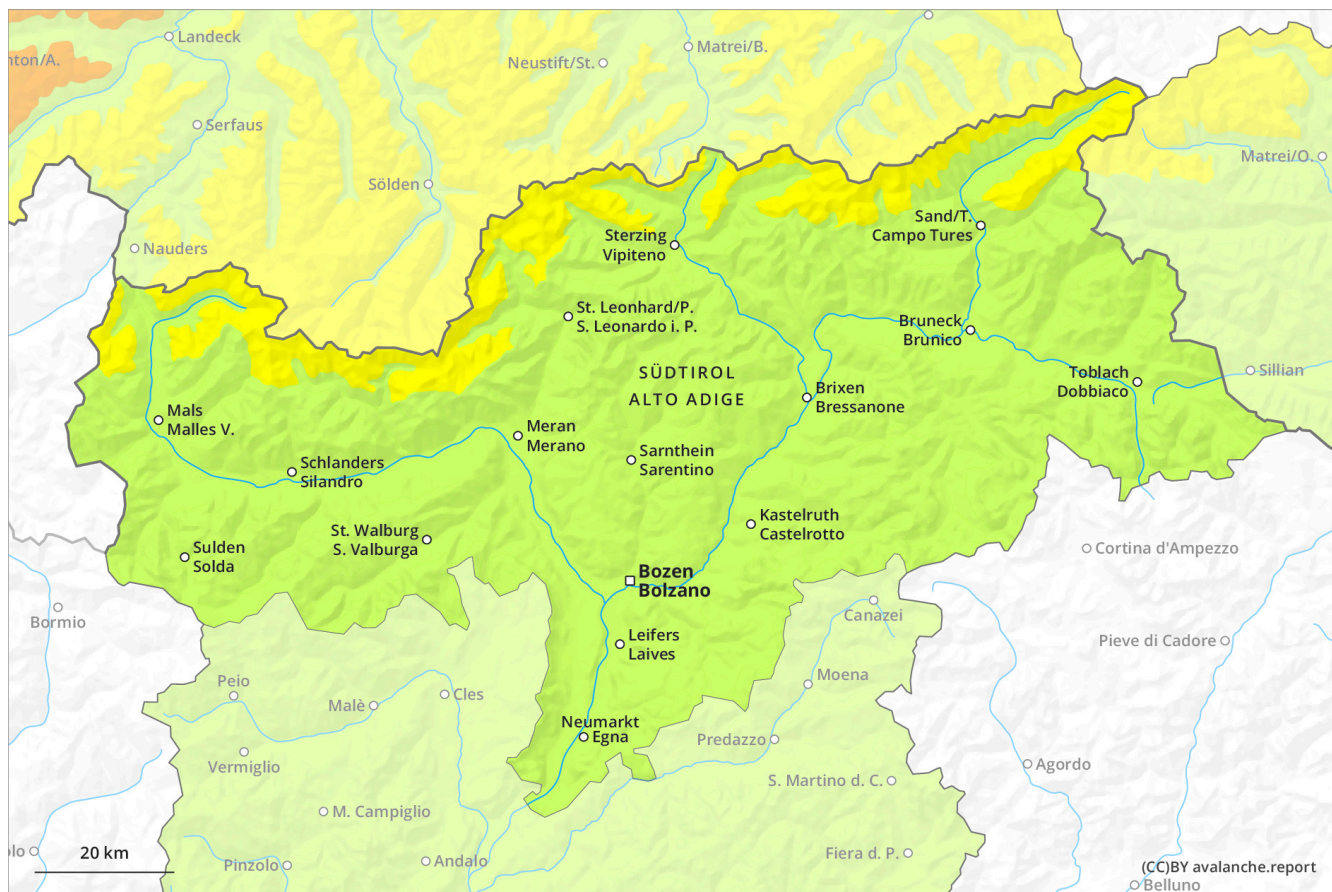 Landeck
nton/A.
Matrei/B.
Neustift/St.
Serfaus
Matrei/O.
Sölden
Sand/T.
Campo Tures
Sterzing
Vipiteno
Nauders
St. Leonhard/P.
S. Leonardo i. P.
Bruneck
Brunico
SÜDTIROL
ALTO ADIGE
Toblach
Dobbiaco
Sillian
Brixen
Bressanone
Mals
Malles V.
Meran
Merano
Sarnthein
Sarentino
Schlanders
Silandro
Kastelruth
Castelrotto
St. Walburg
S. Valburga
Sulden
Solda
Cortina d'Ampezzo
Bozen
Bolzano
Bormio
Canazei
Leifers
Laives
Pieve di Cadore
Peio
Moena
Malè
Cles
Neumarkt
Egna
Predazzo
Vermiglio
Agordo
S. Martino d. C.
M. Campiglio
lo
20 km
Pinzolo
Andalo
Fiera d. P.
(CC)BY avalanche.report
Belluno